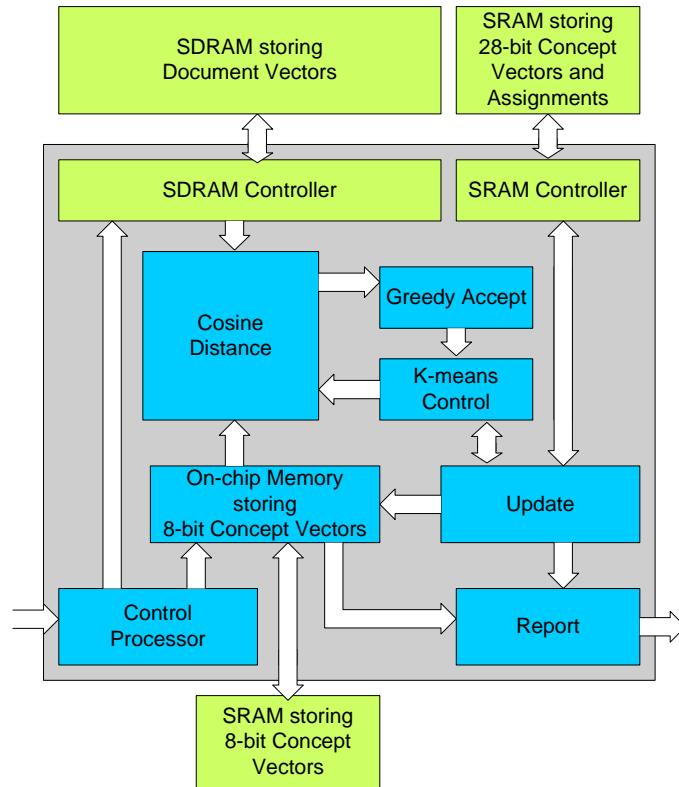 SDRAM storing
Document Vectors
SRAM storing
28-bit Concept
Vectors and
Assignments
SDRAM Controller
SRAM Controller
Cosine
Distance
Greedy Accept
K-means
Control
On-chip Memory
storing
8-bit Concept Vectors
Update
Control
Processor
Report
SRAM storing
8-bit Concept
Vectors